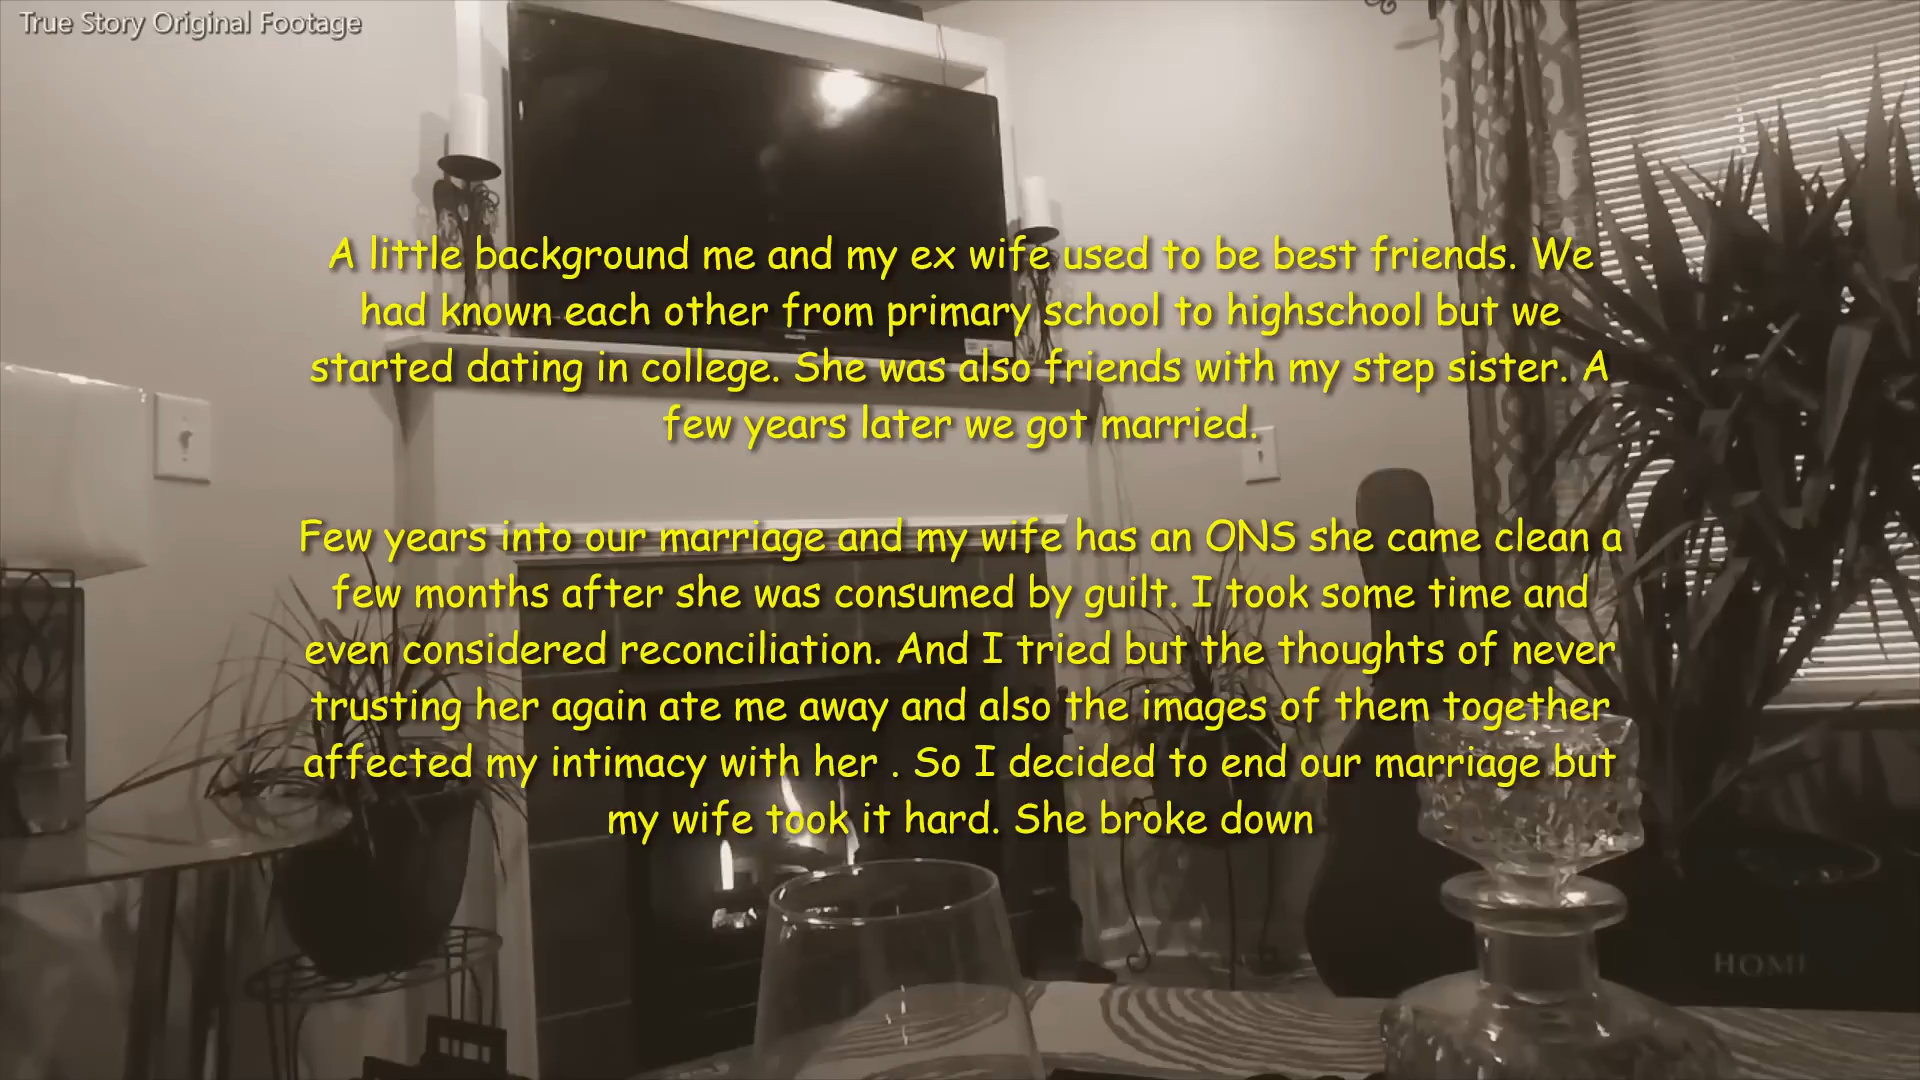 True Story Original Footage
A little background me and my ex wife used to be best friends. We
had known each other from primary school to highschool but we
started dating in college. She was also friends with my step sister. A
few years later we got married.
Few years into our marriage and my wife has an ONS she came clean a
few months after she was consumed by guilt. I took some time and
even considered reconciliation. And I tried but the thoughts of never
trusting her again ate me away and also the images of them together
affected my intimacy with her . So I decided to end our marriage but
my wife took it hard. She broke down
HOME